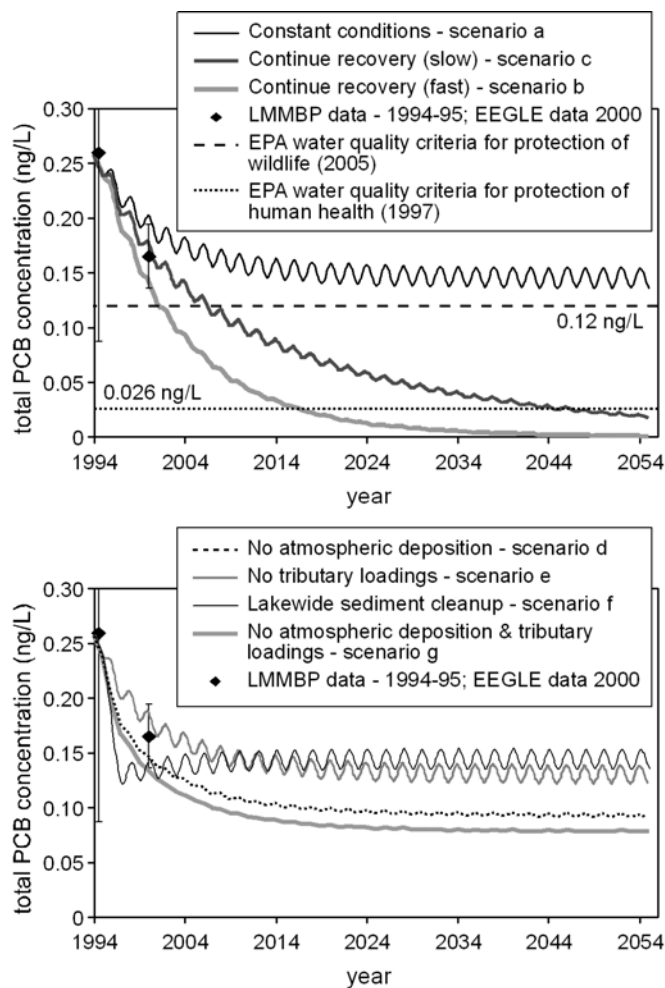 Constant conditions - scenario a
Continue recovery (slow) - scenario c
Continue recovery (fast) - scenario b
LMMBP data - 1994-95; EEGLE data 2000
EPA water quality criteria for protection of
wildlife (2005)
EPA water quality criteria for protection of
human health (1997)
total PCB concentration (ng/L)
0.30
0.25
0.20
0.15
0.10
0.05
0
0.12 ng/L
0.026 ng/L
1994 2004 2014 2024 2034 2044 2054
year
No atmospheric deposition - scenario d
No tributary loadings - scenario e
Lakewide sediment cleanup - scenario f
No atmospheric deposition & tributary
loadings - scenario g
LMMBP data - 1994-95; EEGLE data 2000
total PCB concentration (ng/L)
0.30
0.25
0.20
0.15
0.10
0.05
0
1994 2004 2014 2024 2034 2044 2054
year